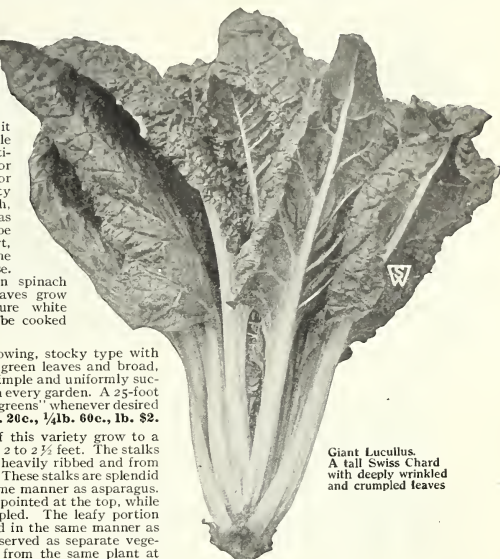 it
le
ti-
or
or
ty
h,
as
be
rt,
ne
e.
n spinach
aves grow
ure white
be cooked
owing, stocky type with
green leaves and broad,
imple and uniformly suc-
n every garden. A 25-foot
greens" whenever desired
. 20c., ¼lb. 60c., lb. $2.
f this variety grow to a
2 to 2½ feet. The stalks
heavily ribbed and from
These stalks are splendid
me manner as asparagus.
pointed at the top, while
pled. The leafy portion
d in the same manner as
served as separate vege-
from the same plant at
SW
Giant Lucullus.
A tall Swiss Chard
with deeply wrinkled
and crumpled leaves